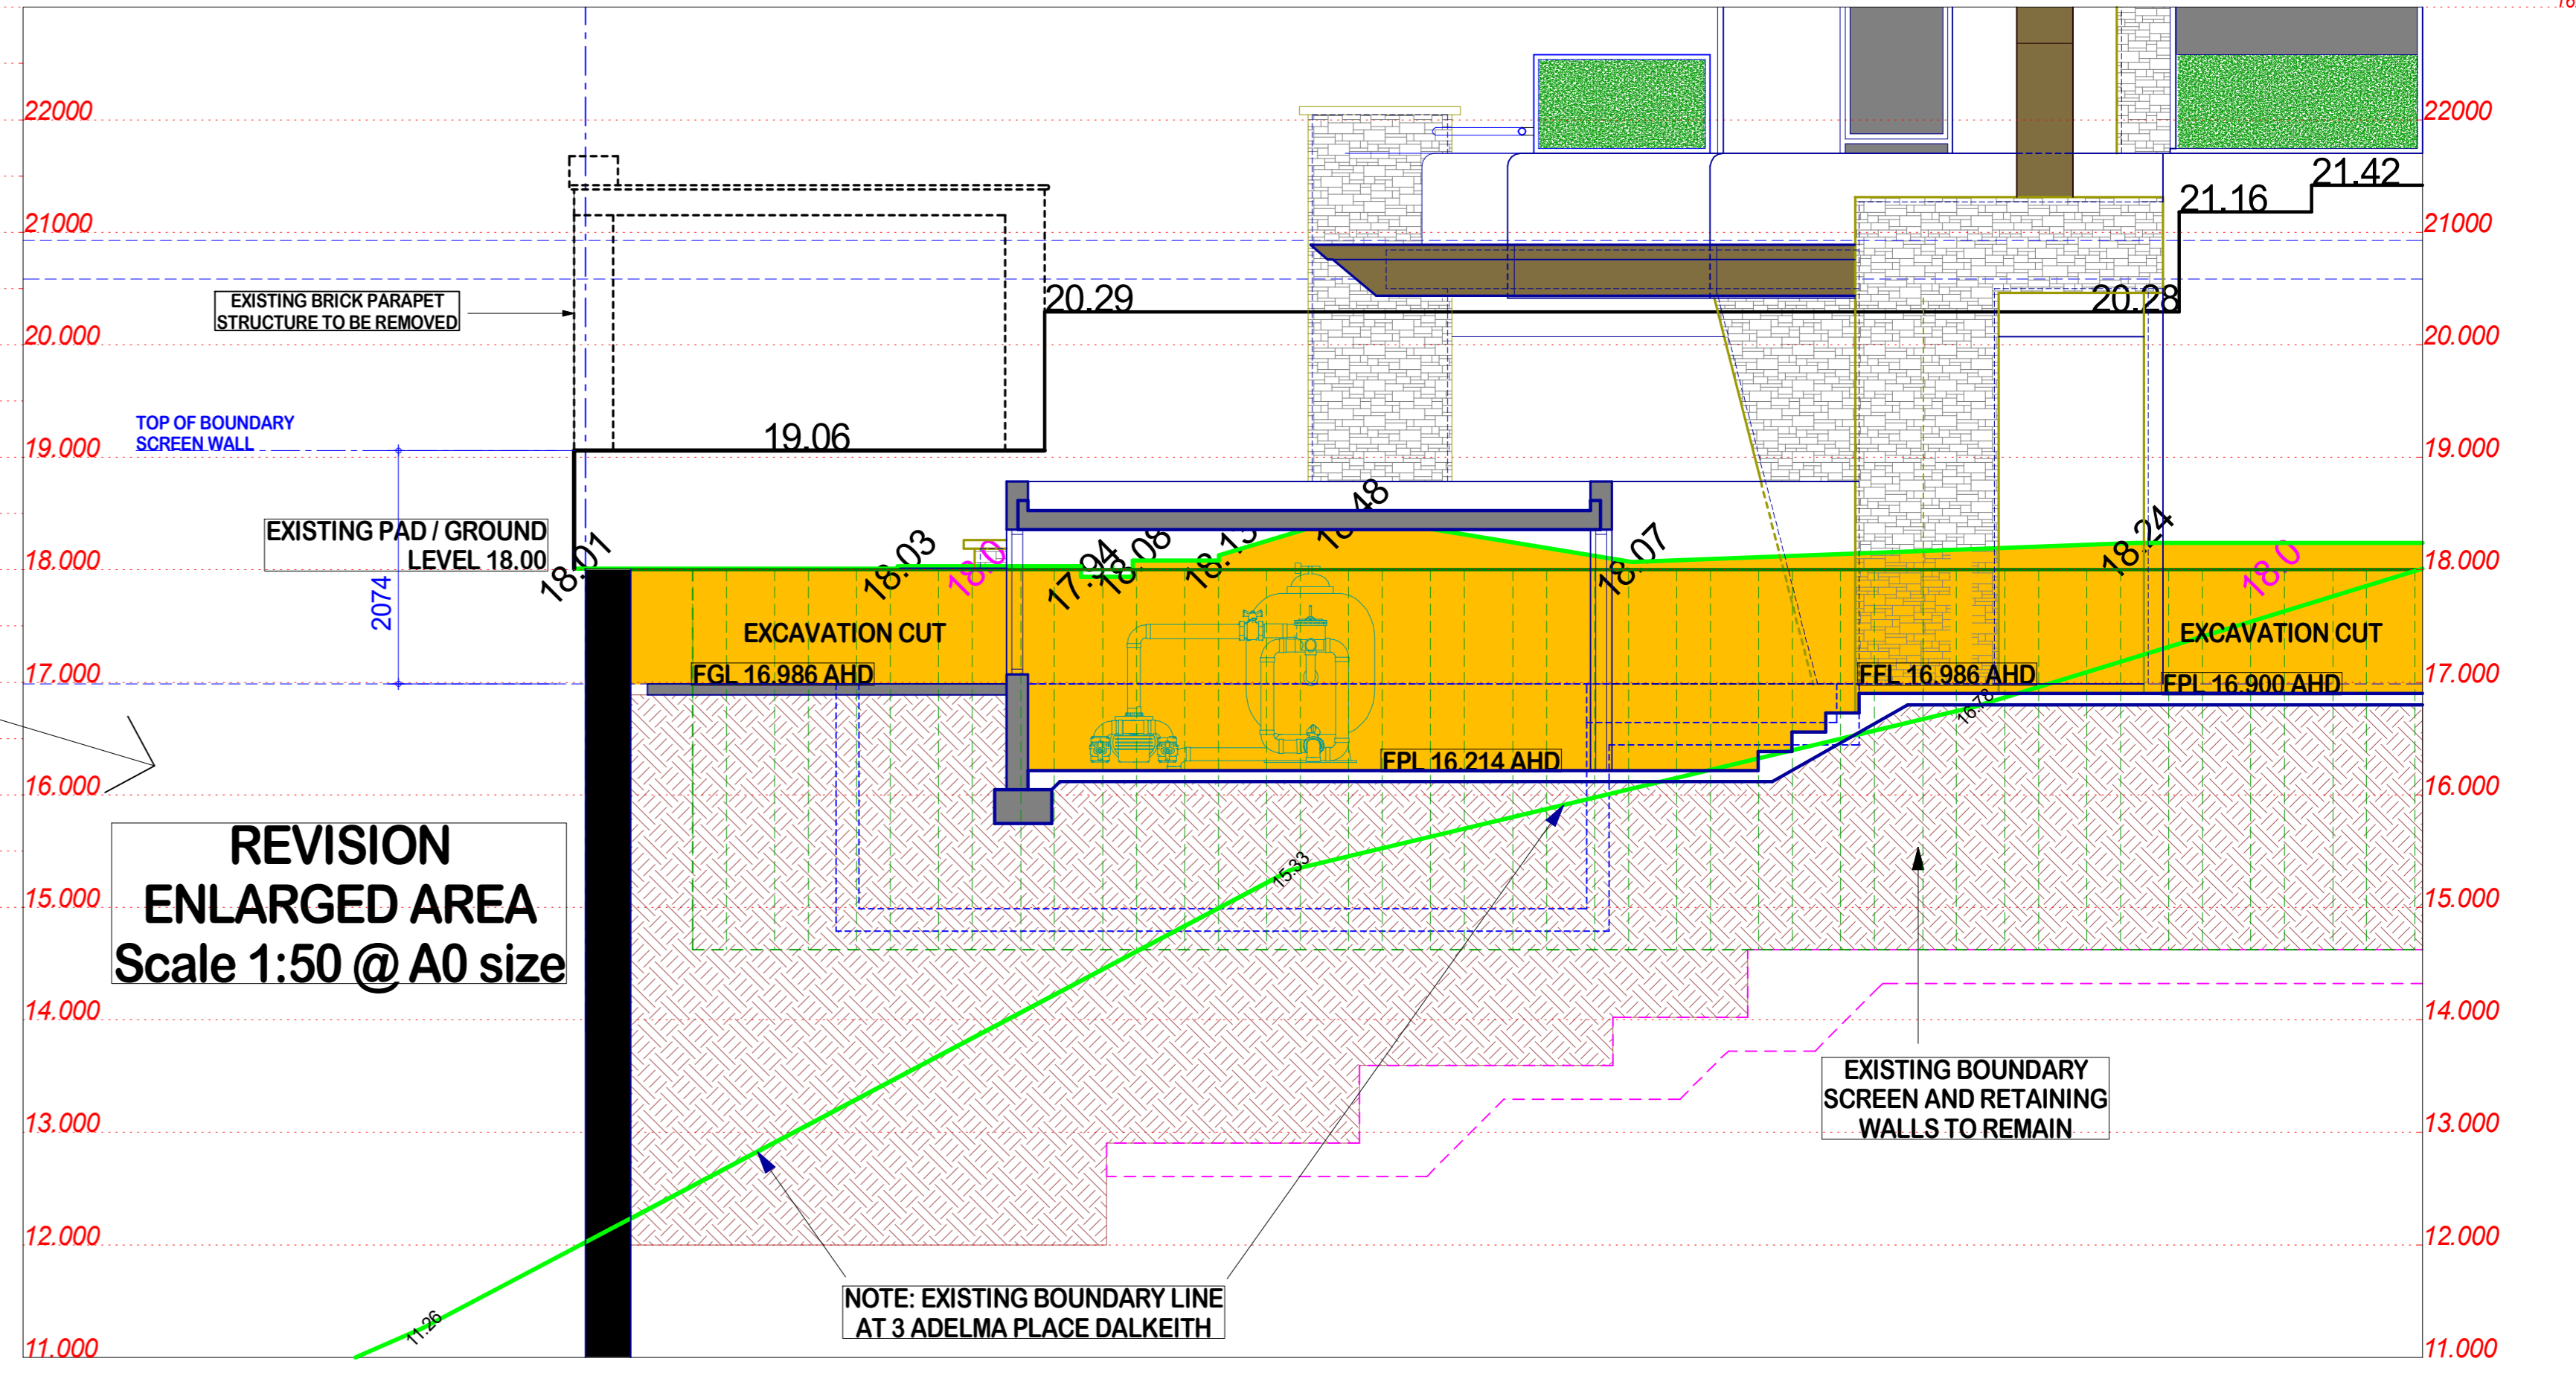 22000
22000
21.42
21.16
21000
21000
EXISTING BRICK PARAPET
STRUCTURE TO BE REMOVED
20.29
20.28
20.000
20.000
TOP OF BOUNDARY
SCREEN WALL
19.06
19.000
19.000
EXISTING PAD / GROUND
LEVEL 18.00
18.01
18.03
18.0
17.94
18.08
18.07
18.24
18.0
18.000
18.000
2074
EXCAVATION CUT
EXCAVATION CUT
FGL 16.986 AHD
FFL 16.986 AHD
FPL 16.900 AHD
17.000
17.000
16.78
FPL 16.214 AHD
16.000
16.000
REVISION
ENLARGED AREA
Scale 1:50 @ A0 size
15.33
15.000
15.000
14.000
14.000
EXISTING BOUNDARY
SCREEN AND RETAINING
WALLS TO REMAIN
13.000
13.000
12.000
12.000
NOTE: EXISTING BOUNDARY LINE
AT 3 ADELMA PLACE DALKEITH
11.26
11.000
11.000